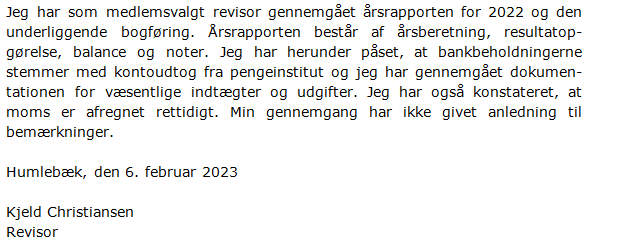 Jeg har som medlemsvalgt revisor gennemgået årsrapporten for 2022 og den
underliggende bogføring. Årsrapporten består af årsberetning, resultatop-
gørelse, balance og noter. Jeg har herunder påset, at bankbeholdningerne
stemmer med kontoudtog fra pengeinstitut og jeg har gennemgået dokumen-
tationen for væsentlige indtægter og udgifter. Jeg har også konstateret, at
moms er afregnet rettidigt. Min gennemgang har ikke givet anledning til
bemærkninger.
Humlebæk, den 6. februar 2023
Kjeld Christiansen
Revisor